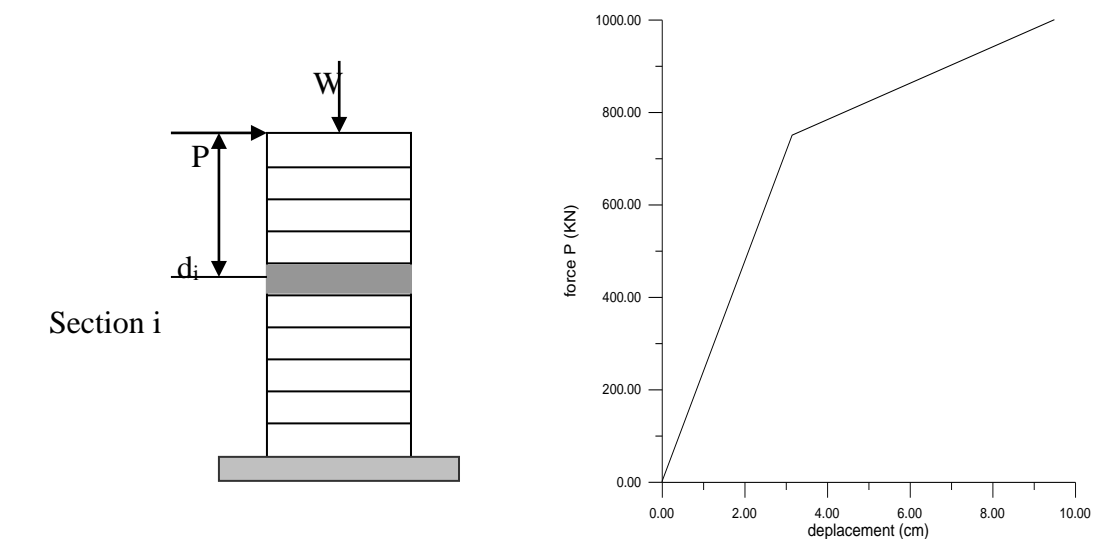 W
P
di
Section i
1000.00
800.00
600.00
400.00
200.00
0.00
force P (KN)
0.00 2.00 4.00 6.00 8.00 10.00
deplacement (cm)